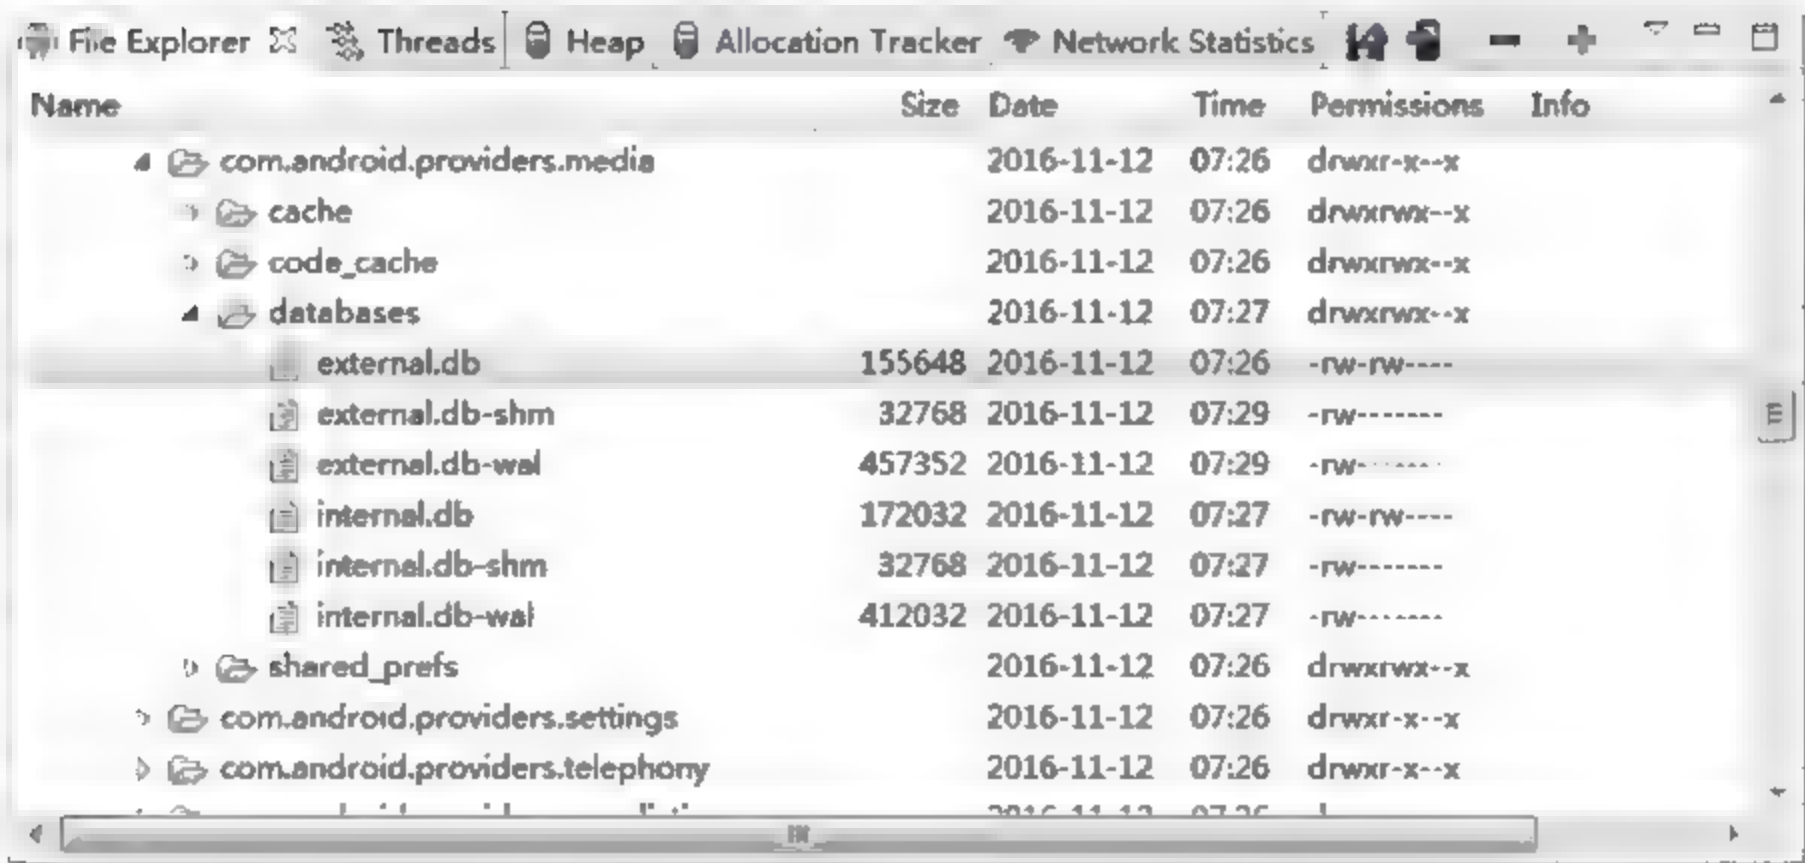 File Explorer Threads Heap Allocation Tracker Network Statistics
Name Size Date Time Permissions Info
com.android.providers.media 2016-11-12 07:26 drwxr-x--x
cache 2016-11-12 07:26 drwxrwx--x
code_cache 2016-11-12 07:26 drwxrwx--x
databases 2016-11-12 07:27 drwxrwx--x
external.db 155648 2016-11-12 07:26 -rw-rw----
external.db-shm 32768 2016-11-12 07:29 -rw-------
external.db-wal 457352 2016-11-12 07:29 -rw-------
internal.db 172032 2016-11-12 07:27 -rw-rw----
internal.db-shm 32768 2016-11-12 07:27 -rw-------
internal.db-wal 412032 2016-11-12 07:27 -rw-------
shared_prefs 2016-11-12 07:26 drwxrwx--x
com.android.providers.settings 2016-11-12 07:26 drwxr-x--x
com.android.providers.telephony 2016-11-12 07:26 drwxr-x--x